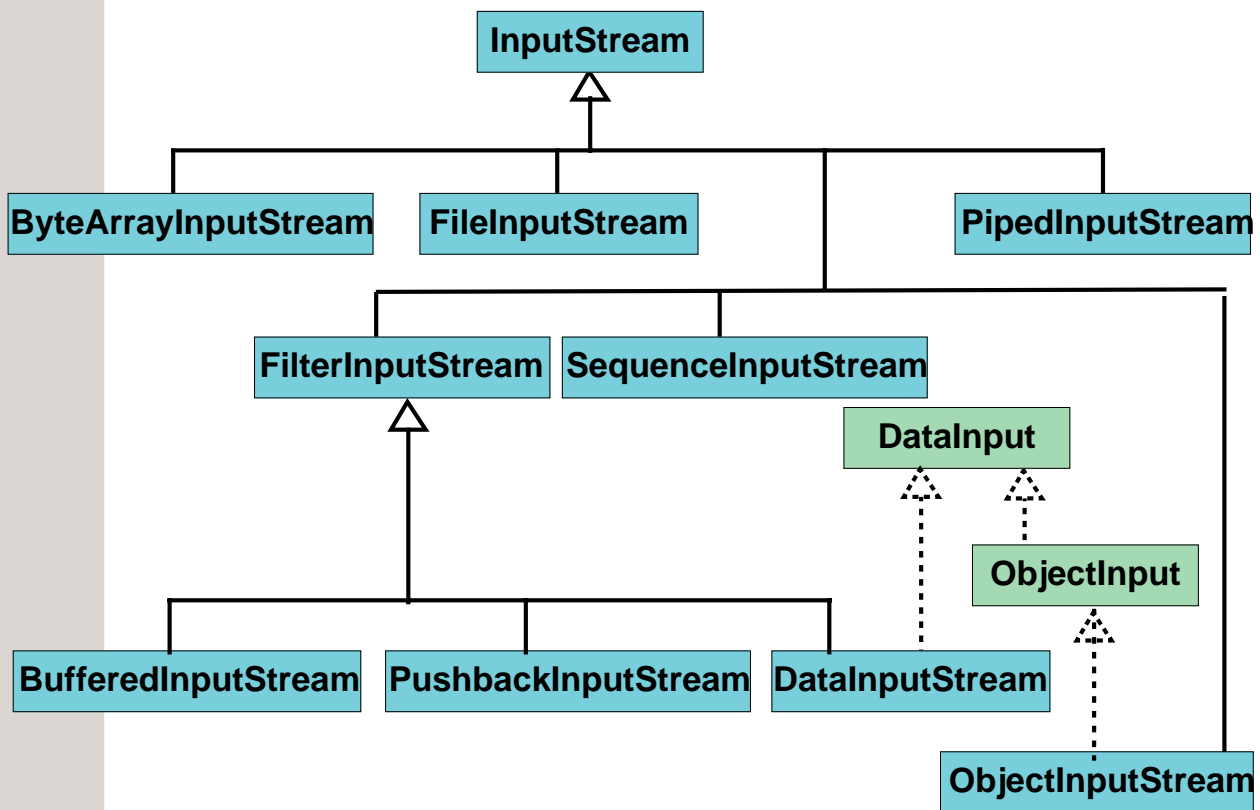 InputStream
ByteArrayInputStream
FileInputStream
PipedInputStream
FilterInputStream
SequenceInputStream
DataInput
ObjectInput
BufferedInputStream
PushbackInputStream
DataInputStream
ObjectInputStream